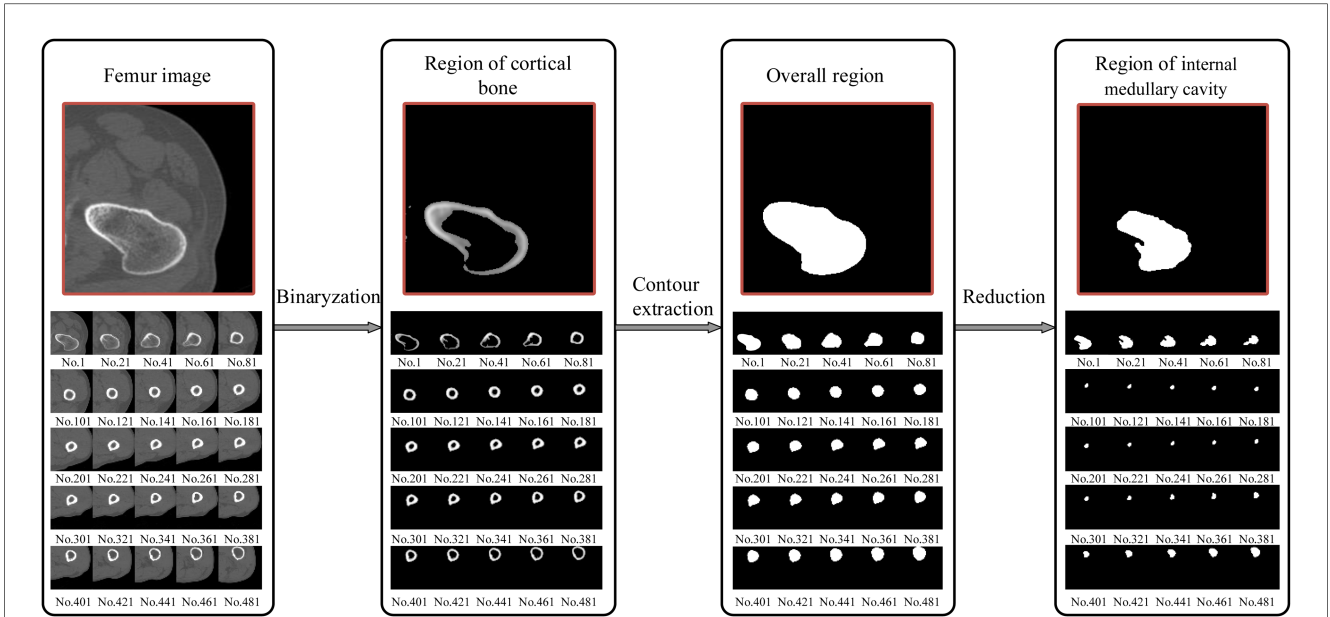 Femur image
No.1 No.21 No.41 No.61 No.81
No.101 No.121 No.141 No.161 No.181
No.201 No.221 No.241 No.261 No.281
No.301 No.321 No.341 No.361 No.381
No.401 No.421 No.441 No.461 No.481
Binaryzation
Region of cortical
bone
No.1 No.21 No.41 No.61 No.81
No.101 No.121 No.141 No.161 No.181
No.201 No.221 No.241 No.261 No.281
No.301 No.321 No.341 No.361 No.381
No.401 No.421 No.441 No.461 No.481
Contour
extraction
Overall region
No.1 No.21 No.41 No.61 No.81
No.101 No.121 No.141 No.161 No.181
No.201 No.221 No.241 No.261 No.281
No.301 No.321 No.341 No.361 No.381
No.401 No.421 No.441 No.461 No.481
Reduction
Region of internal
medullary cavity
No.1 No.21 No.41 No.61 No.81
No.101 No.121 No.141 No.161 No.181
No.201 No.221 No.241 No.261 No.281
No.301 No.321 No.341 No.361 No.381
No.401 No.421 No.441 No.461 No.481